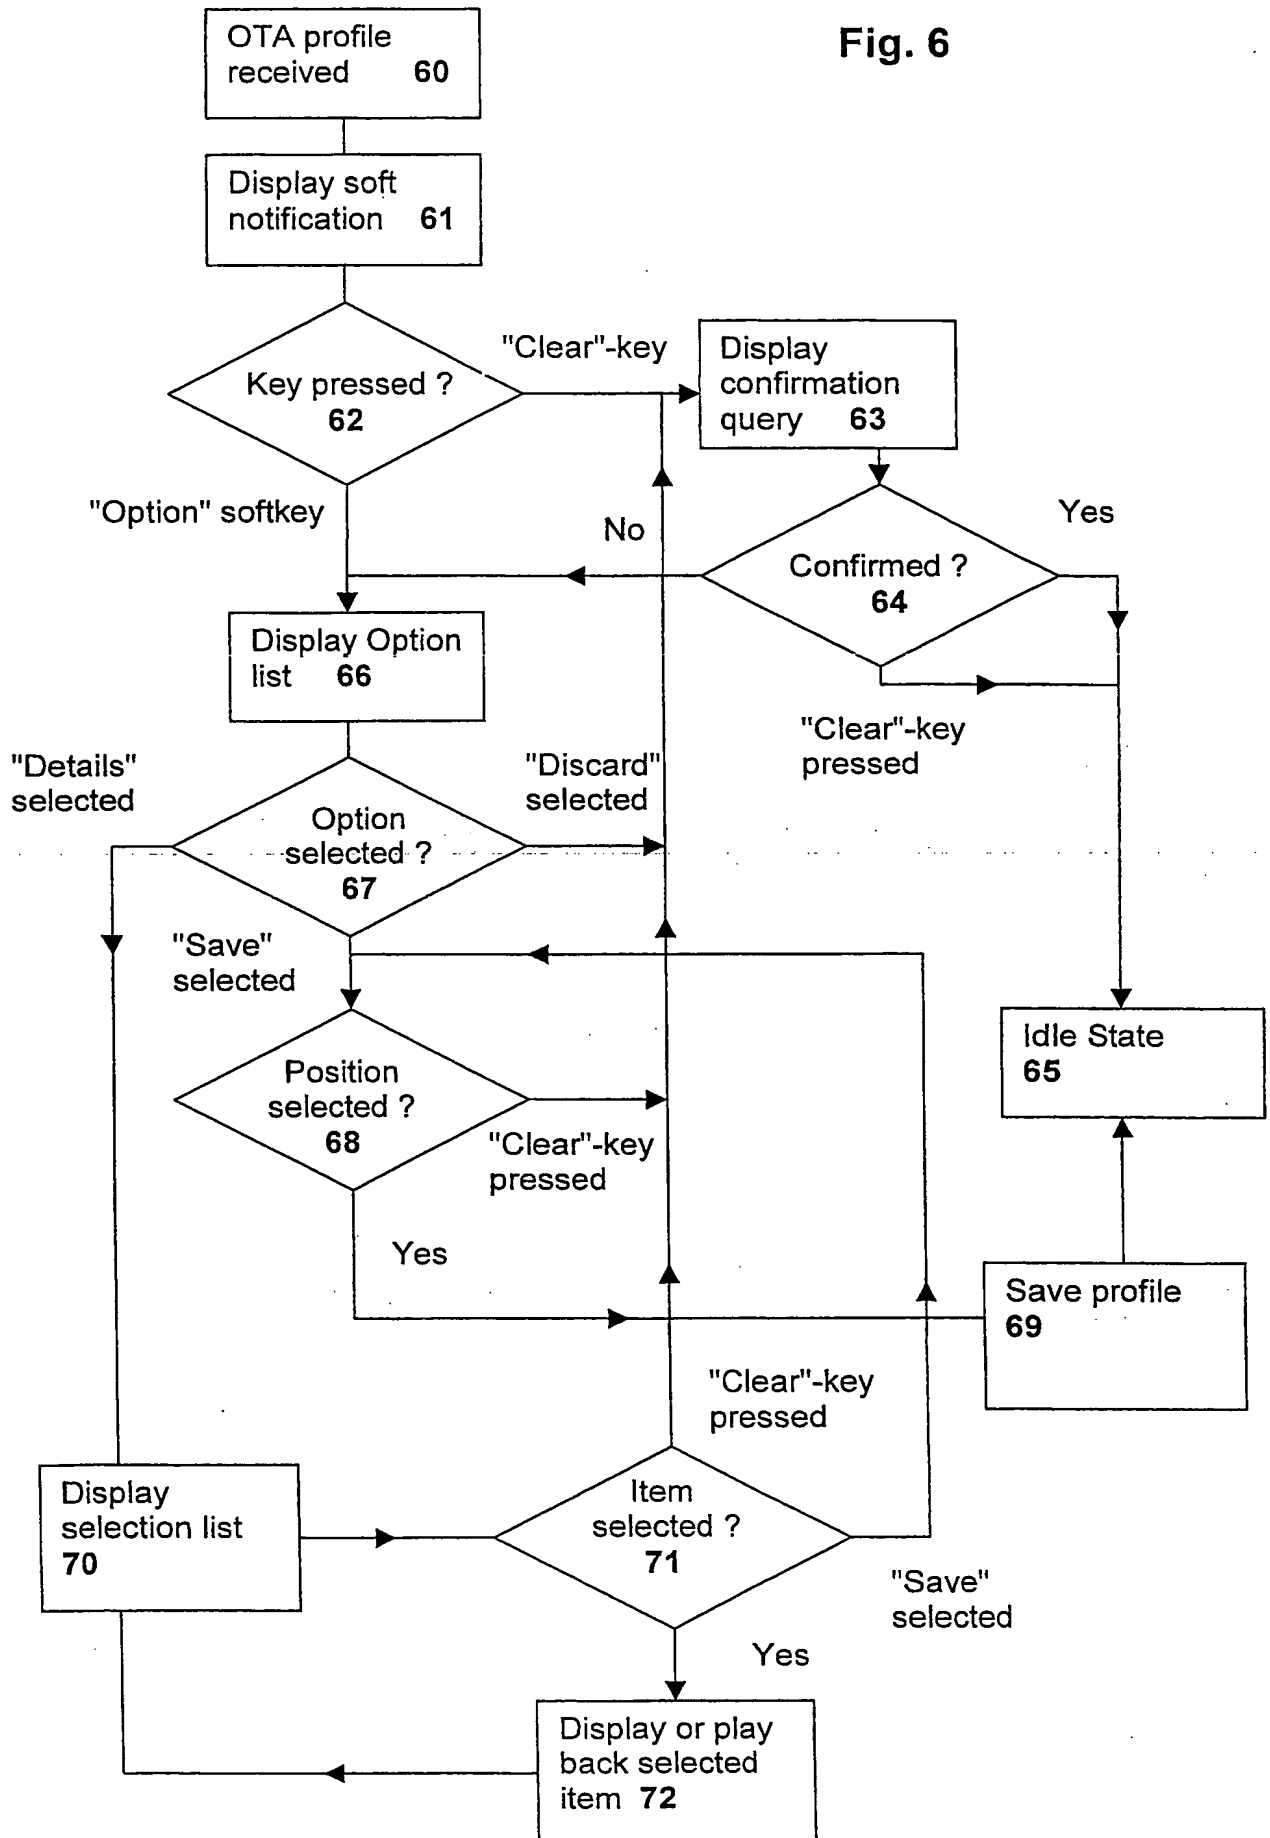 Fig. 6
OTA profile
received 60
Display soft
notification 61
Key pressed ?
62
"Clear"-key
Display
confirmation
query 63
"Option" softkey
No
Confirmed ?
64
Yes
Display Option
list 66
"Clear"-key
pressed
"Details"
selected
Option
selected ?
67
"Discard"
selected
"Save"
selected
Position
selected ?
68
"Clear"-key
pressed
Idle State
65
Yes
Save profile
69
"Clear"-key
pressed
Display
selection list
70
Item
selected ?
71
"Save"
selected
Yes
Display or play
back selected
item 72